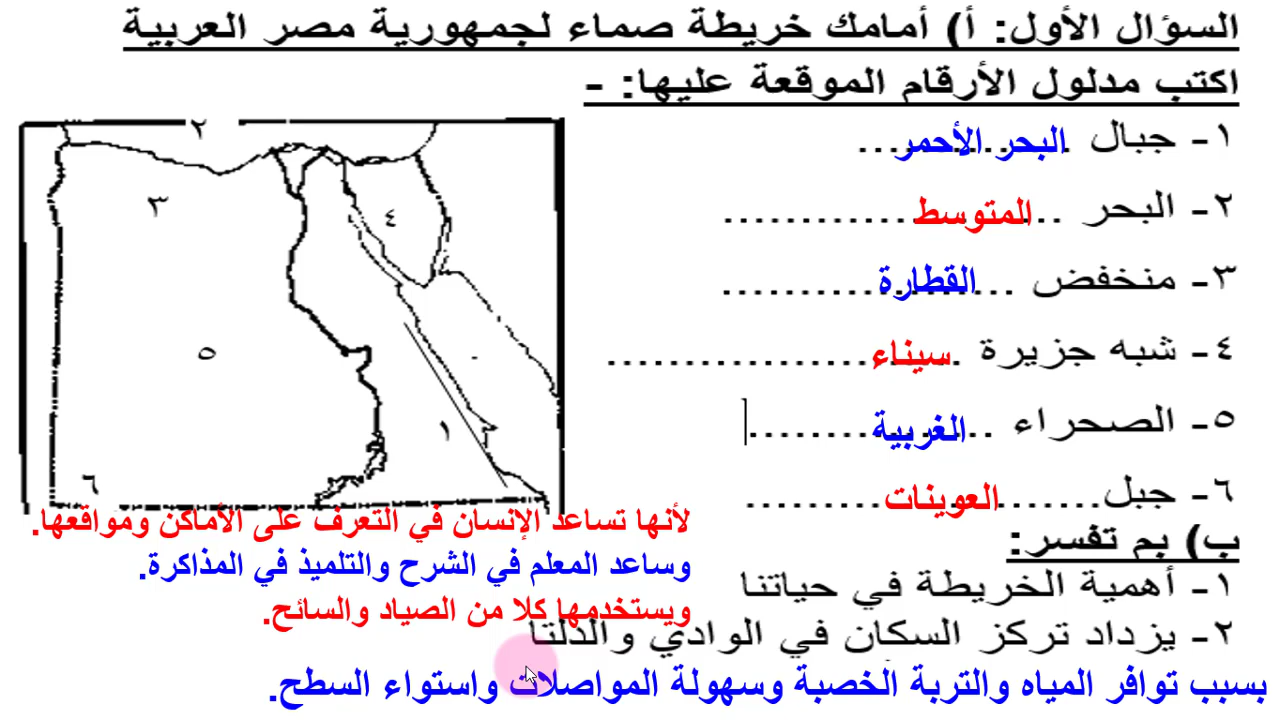 السؤال الأول: أ) أمامك خريطة صماء لجمهورية مصر العربية
اكتب مدلول الأرقام الموقعة عليها: -
١- جبال البحر الأحمر
٢- البحر المتوسط
٣- منخفض القطارة
٤- شبه جزيرة سيناء
٥- الصحراء الغربية
٦- جبل العوينات
٢
٣
٤
٥
١
٦
ب) بم تفسر:
١- أهمية الخريطة في حياتنا
لأنها تساعد الإنسان في التعرف على الأماكن ومواقعها.
وساعد المعلم في الشرح والتلميذ في المذاكرة.
ويستخدمها كلا من الصياد والسائح.
٢- يزداد تركز السكان في الوادي والدلتا
بسبب توافر المياه والتربة الخصبة وسهولة المواصلات واستواء السطح.